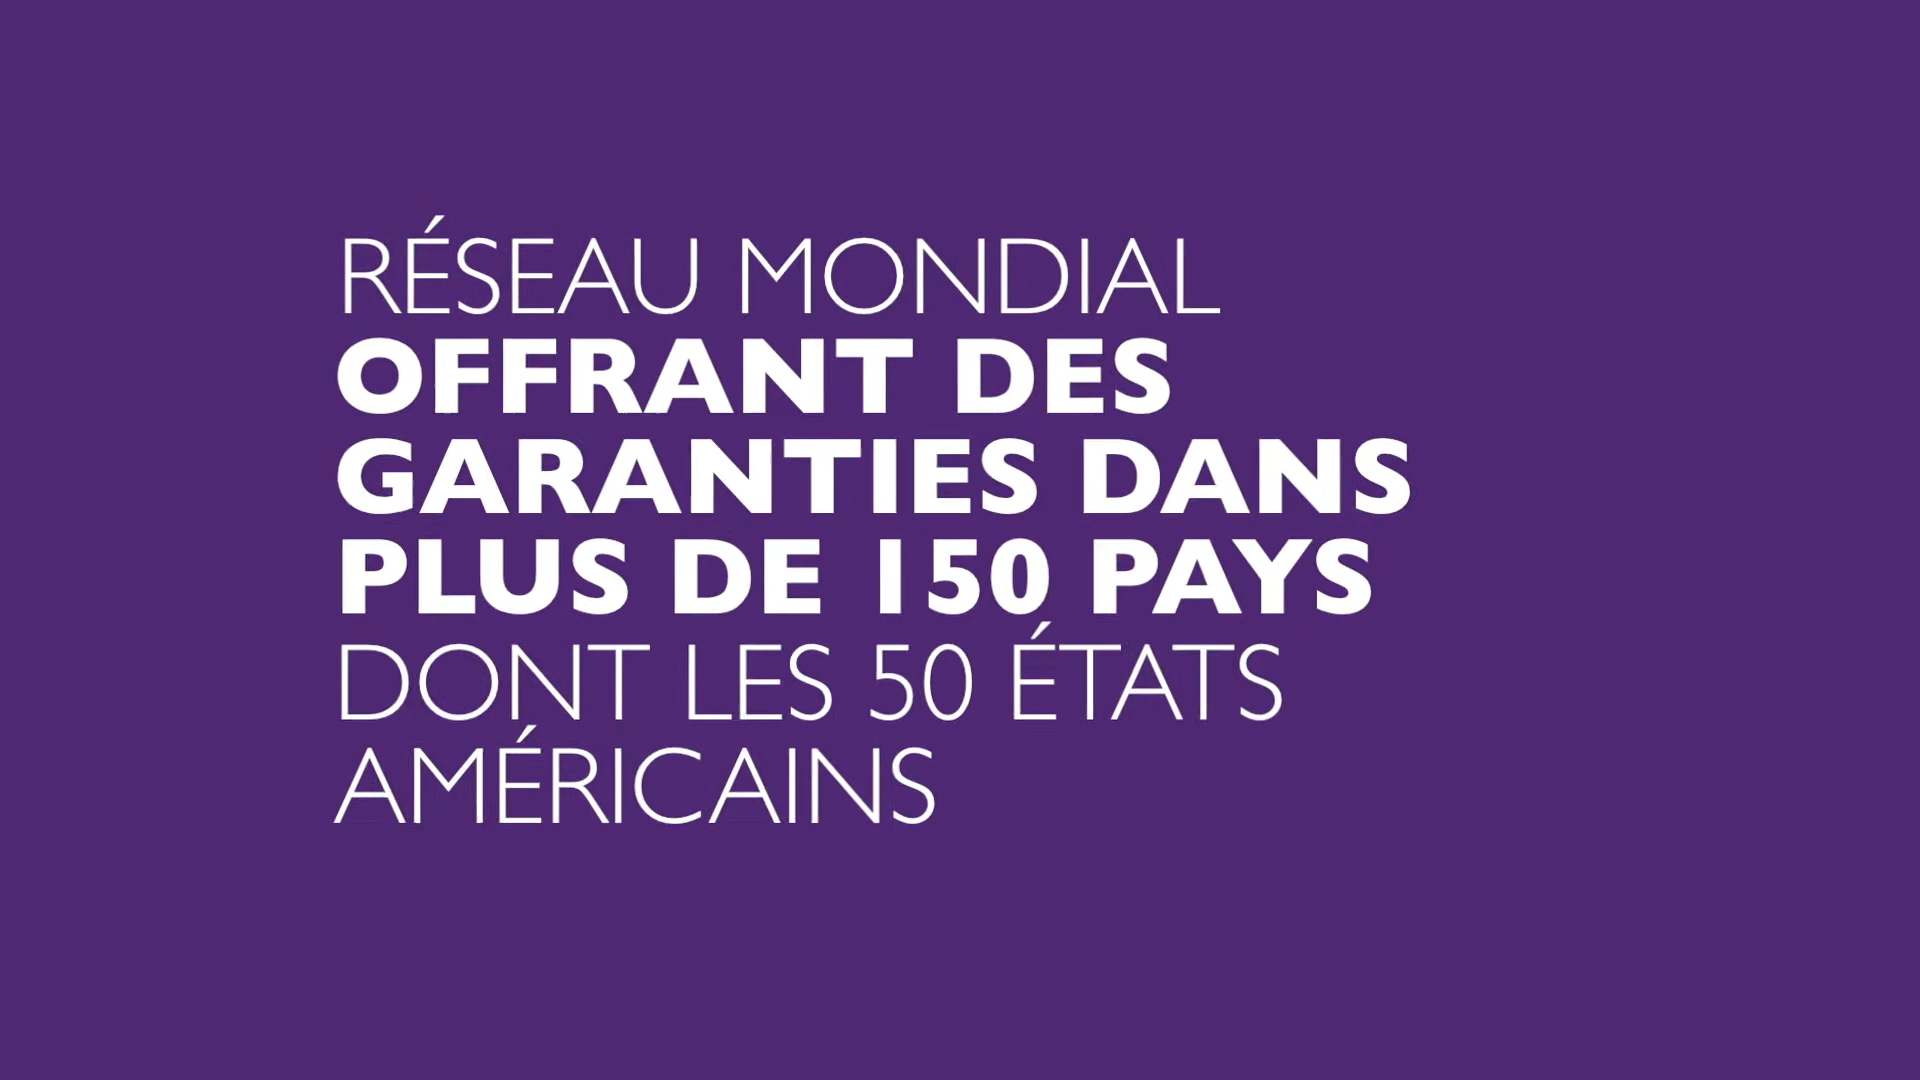 RÉSEAU MONDIAL
OFFRANT DES
GARANTIES DANS
PLUS DE 150 PAYS
DONT LES 50 ÉTATS
AMÉRICAINS